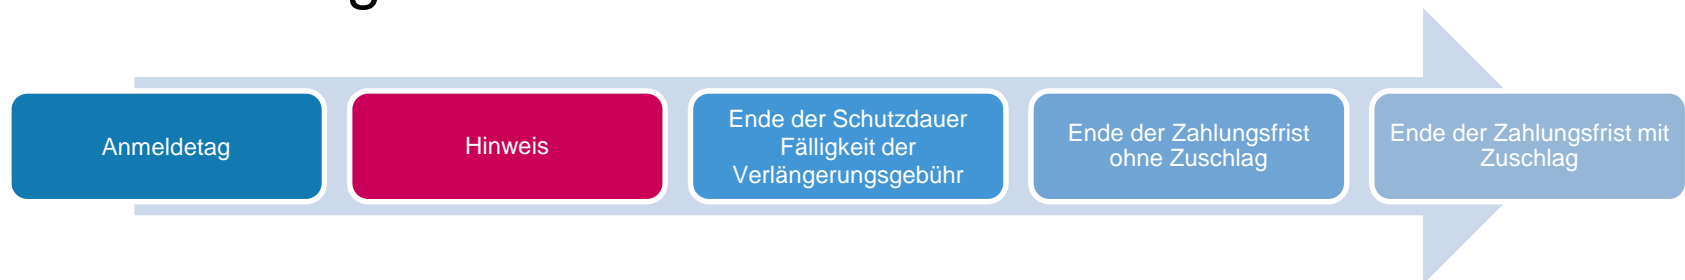 Anmeldetag
Hinweis
Ende der Schutzdauer
Fälligkeit der
Verlängerungsgebühr
Ende der Zahlungsfrist
ohne Zuschlag
Ende der Zahlungsfrist mit
Zuschlag